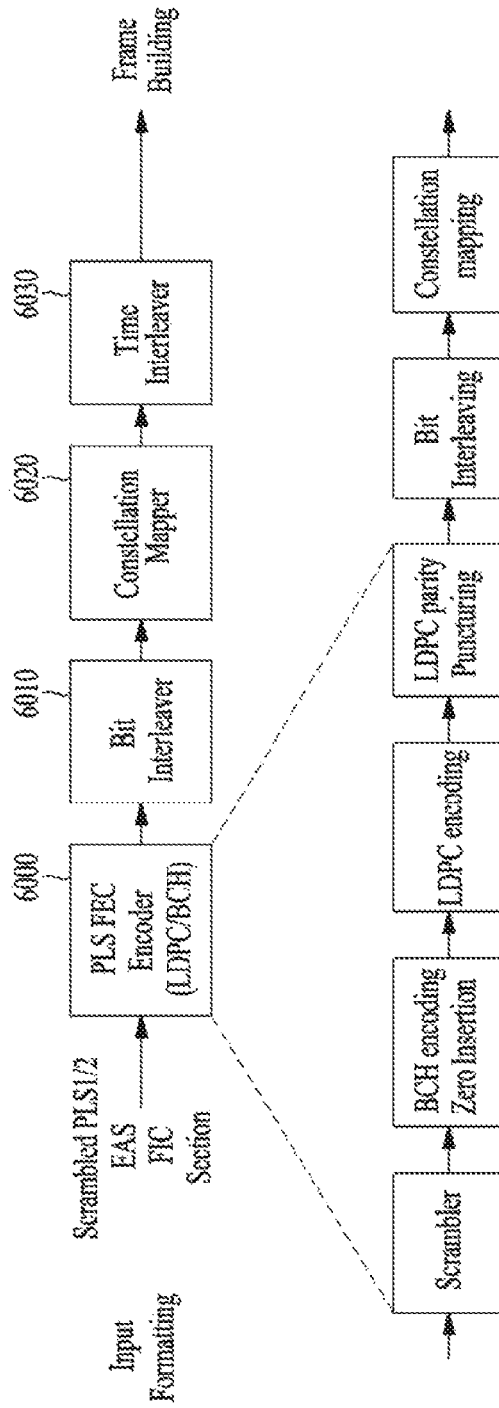 Input
Formatting
Scrambled PLS1/2
EAS
FIC
Section
6000
PLS FEC
Encoder
(LDPC/BCH)
6010
Bit
Interleaver
6020
Constellation
Mapper
6030
Time
Interleaver
Frame
Building
Scrambler
BCH encoding
Zero Insertion
LDPC encoding
LDPC parity
Puncturing
Bit
Interleaving
Constellation
mapping